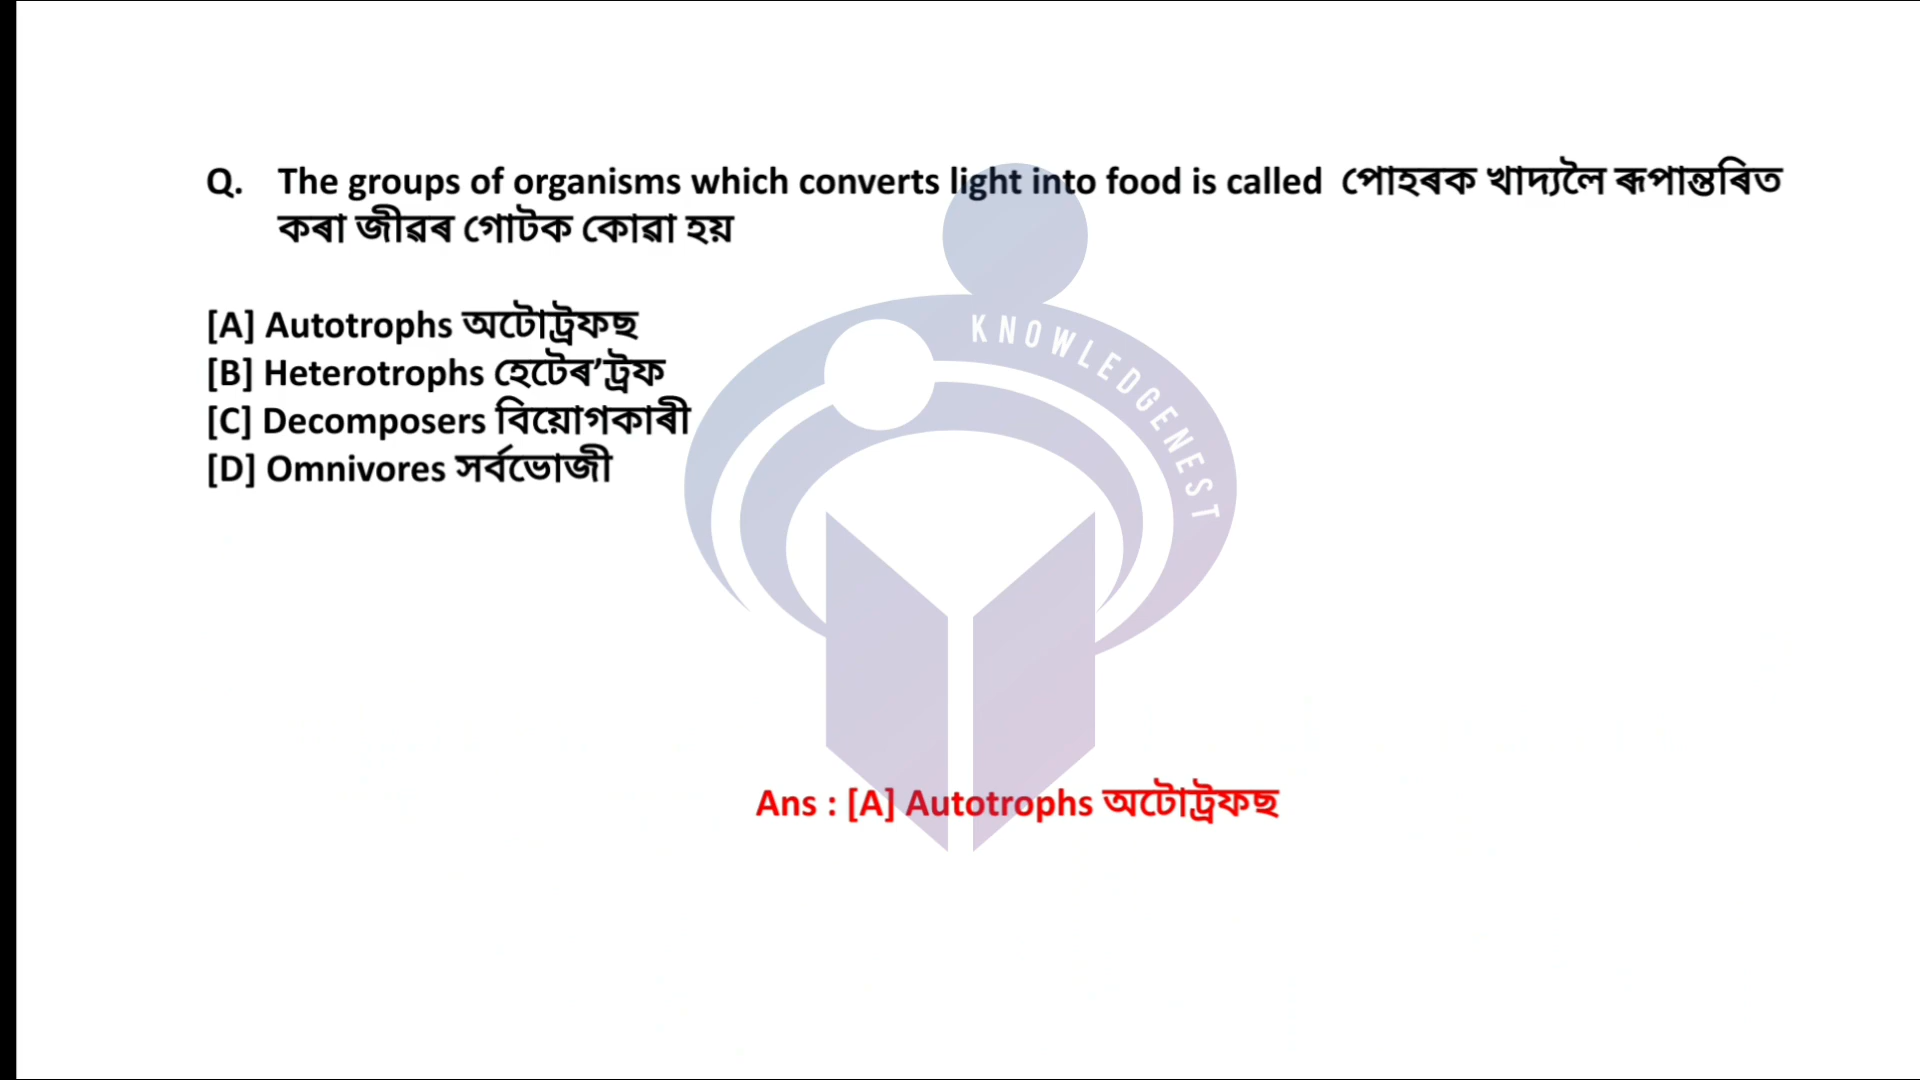 Q. The groups of organisms which converts light into food is called পোহৰক খাদ্যলৈ ৰূপান্তৰিত
কৰা জীৱৰ গোটক কোৱা হয়
[A] Autotrophs অটোট্ৰফছ
[B] Heterotrophs হেটেৰ’ট্ৰফ
[C] Decomposers বিয়োগকাৰী
[D] Omnivores সৰ্বভোজী
KNOWLEDGENEST
Ans : [A] Autotrophs অটোট্ৰফছ